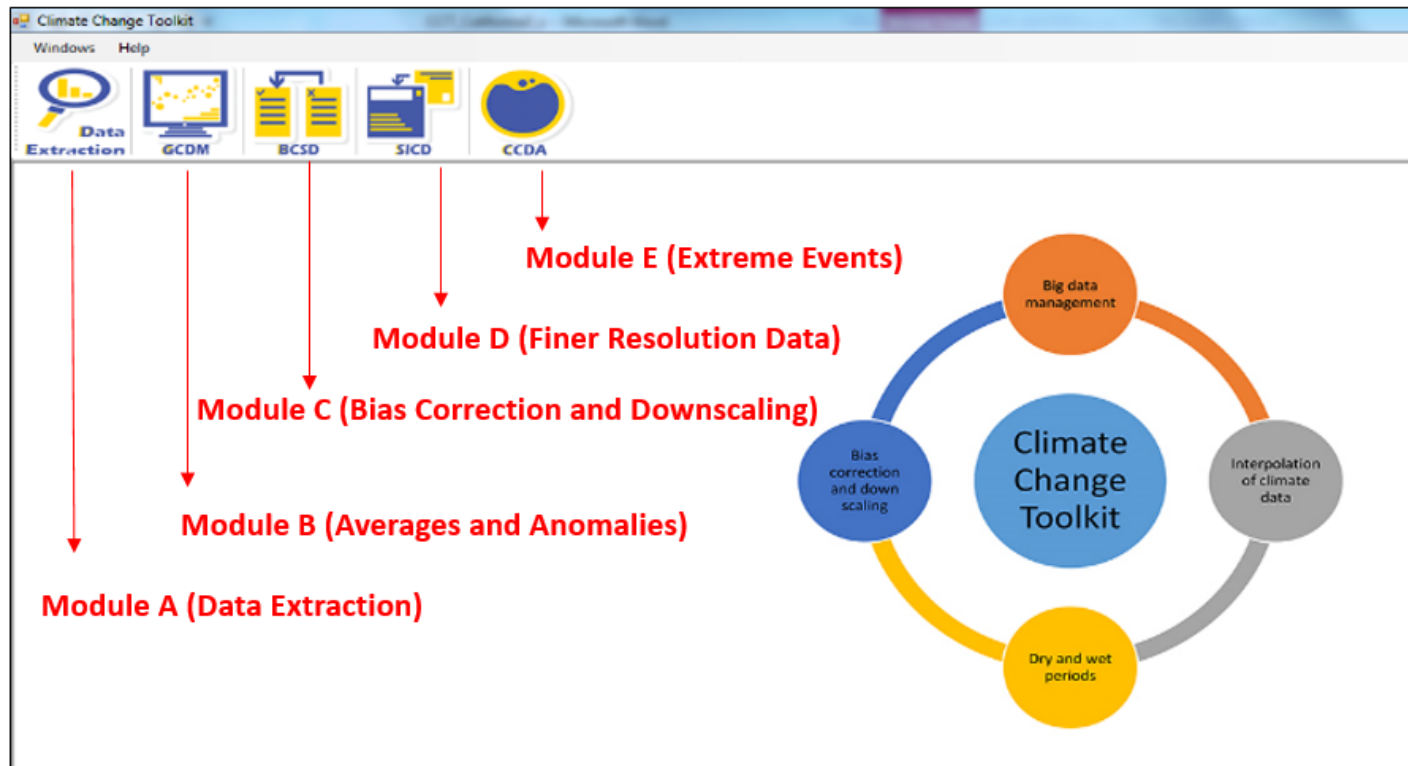 Climate Change Toolkit
Windows Help
Data
Extraction
GCDM
BCSD
SICD
CCDA
Module E (Extreme Events)
Module D (Finer Resolution Data)
Module C (Bias Correction and Downscaling)
Module B (Averages and Anomalies)
Module A (Data Extraction)
Big data
management
Bias
correction
and down
scaling
Climate
Change
Toolkit
Interpolation
of climate
data
Dry and wet
periods